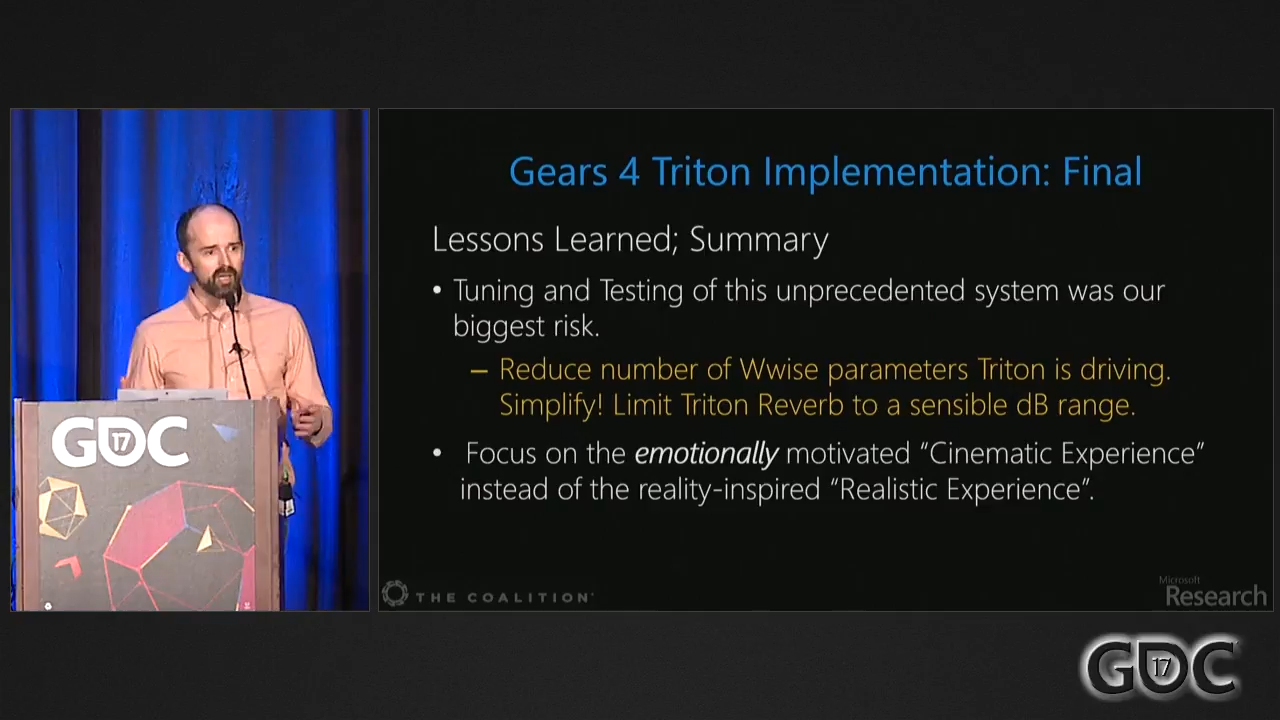 Gears 4 Triton Implementation: Final
Lessons Learned; Summary
• Tuning and Testing of this unprecedented system was our
biggest risk.
– Reduce number of Wwise parameters Triton is driving.
Simplify! Limit Triton Reverb to a sensible dB range.
• Focus on the emotionally motivated “Cinematic Experience”
instead of the reality-inspired “Realistic Experience”.
GDC 17
THE COALITION
Microsoft
Research
GDC 17